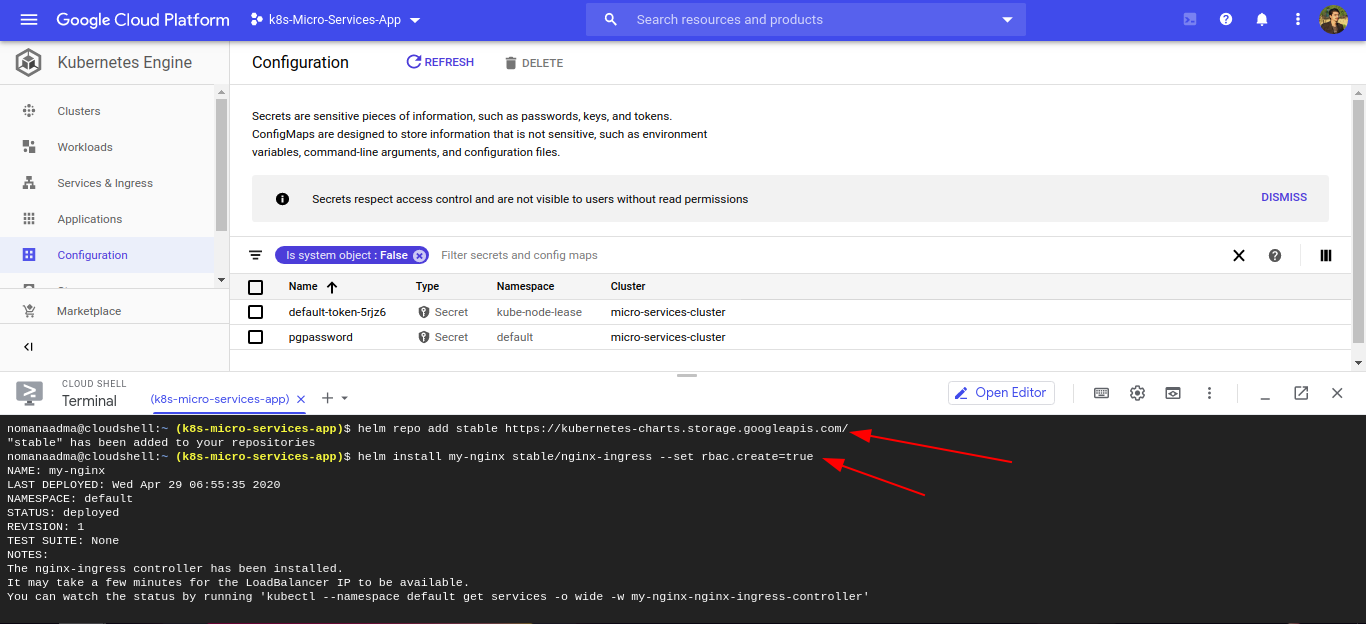 Google Cloud Platform
k8s-Micro-Services-App
Search resources and products
Kubernetes Engine
Configuration
REFRESH
DELETE
Clusters
Workloads
Services & Ingress
Applications
Configuration
Marketplace
Secrets are sensitive pieces of information, such as passwords, keys, and tokens.
ConfigMaps are designed to store information that is not sensitive, such as environment
variables, command-line arguments, and configuration files.
Secrets respect access control and are not visible to users without read permissions
DISMISS
Is system object : False
Filter secrets and config maps
Name Type Namespace Cluster
default-token-5rjz6 Secret kube-node-lease micro-services-cluster
pgpassword Secret default micro-services-cluster
CLOUD SHELL
Terminal
(k8s-micro-services-app)
Open Editor
nomanaadma@cloudshell:~ (k8s-micro-services-app)$ helm repo add stable https://kubernetes-charts.storage.googleapis.com/
"stable" has been added to your repositories
nomanaadma@cloudshell:~ (k8s-micro-services-app)$ helm install my-nginx stable/nginx-ingress --set rbac.create=true
NAME: my-nginx
LAST DEPLOYED: Wed Apr 29 06:55:35 2020
NAMESPACE: default
STATUS: deployed
REVISION: 1
TEST SUITE: None
NOTES:
The nginx-ingress controller has been installed.
It may take a few minutes for the LoadBalancer IP to be available.
You can watch the status by running 'kubectl --namespace default get services -o wide -w my-nginx-nginx-ingress-controller'